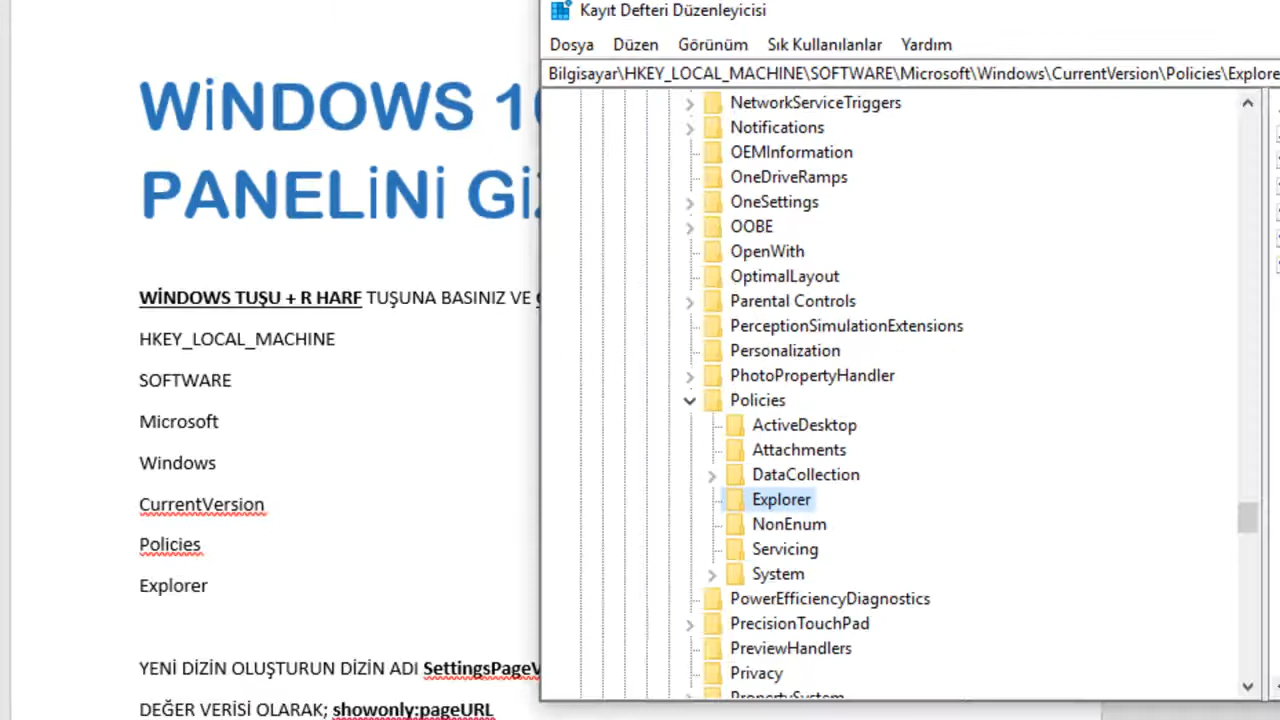 WİNDOWS 10
PANELİNİ Gİ
WİNDOWS TUŞU + R HARF TUŞUNA BASINIZ VE
HKEY_LOCAL_MACHINE
SOFTWARE
Microsoft
Windows
CurrentVersion
Policies
Explorer
YENİ DİZİN OLUŞTURUN DİZİN ADI SettingsPageV
DEĞER VERİSİ OLARAK; showonly:pageURL
Kayıt Defteri Düzenleyicisi
Dosya Düzen Görünüm Sık Kullanılanlar Yardım
Bilgisayar\HKEY_LOCAL_MACHINE\SOFTWARE\Microsoft\Windows\CurrentVersion\Policies\Explore
NetworkServiceTriggers
Notifications
OEMInformation
OneDriveRamps
OneSettings
OOBE
OpenWith
OptimalLayout
Parental Controls
PerceptionSimulationExtensions
Personalization
PhotoPropertyHandler
Policies
ActiveDesktop
Attachments
DataCollection
Explorer
NonEnum
Servicing
System
PowerEfficiencyDiagnostics
PrecisionTouchPad
PreviewHandlers
Privacy
PropertySystem